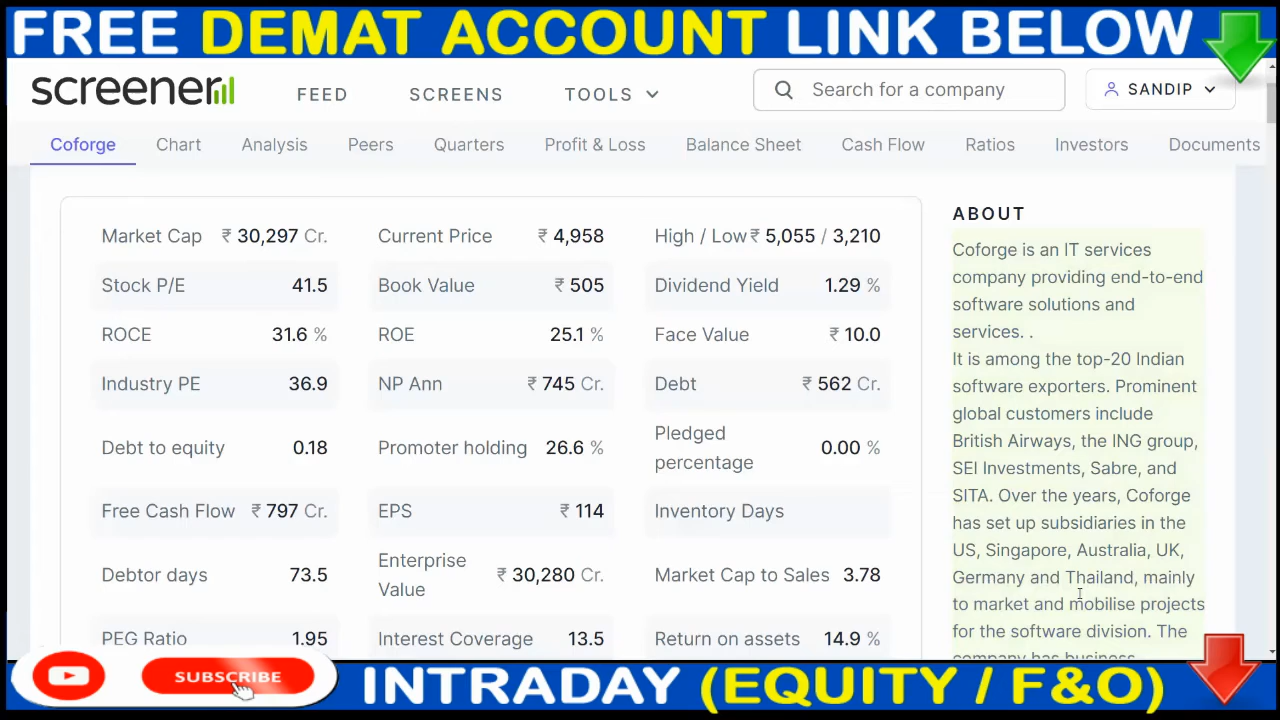 FREE DEMAT ACCOUNT LINK BELOW
screener
FEED
SCREENS
TOOLS
Search for a company
SANDIP
Coforge
Chart
Analysis
Peers
Quarters
Profit & Loss
Balance Sheet
Cash Flow
Ratios
Investors
Documents
Market Cap ₹ 30,297 Cr.
Current Price ₹ 4,958
High / Low ₹ 5,055 / 3,210
Stock P/E 41.5
Book Value ₹ 505
Dividend Yield 1.29 %
ROCE 31.6 %
ROE 25.1 %
Face Value ₹ 10.0
Industry PE 36.9
NP Ann ₹ 745 Cr.
Debt ₹ 562 Cr.
Debt to equity 0.18
Promoter holding 26.6 %
Pledged
percentage 0.00 %
Free Cash Flow ₹ 797 Cr.
EPS ₹ 114
Inventory Days
Debtor days 73.5
Enterprise
Value ₹ 30,280 Cr.
Market Cap to Sales 3.78
PEG Ratio 1.95
Interest Coverage 13.5
Return on assets 14.9 %
ABOUT
Coforge is an IT services
company providing end-to-end
software solutions and
services. .
It is among the top-20 Indian
software exporters. Prominent
global customers include
British Airways, the ING group,
SEI Investments, Sabre, and
SITA. Over the years, Coforge
has set up subsidiaries in the
US, Singapore, Australia, UK,
Germany and Thailand, mainly
to market and mobilise projects
for the software division. The
company has business
SUBSCRIBE
INTRADAY (EQUITY / F&O)